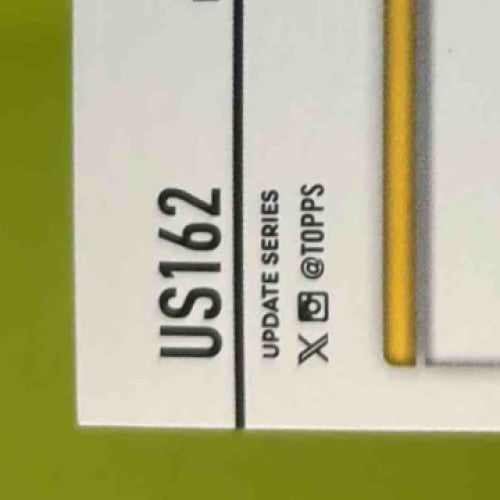 US162
UPDATE SERIES
X @TOPPS